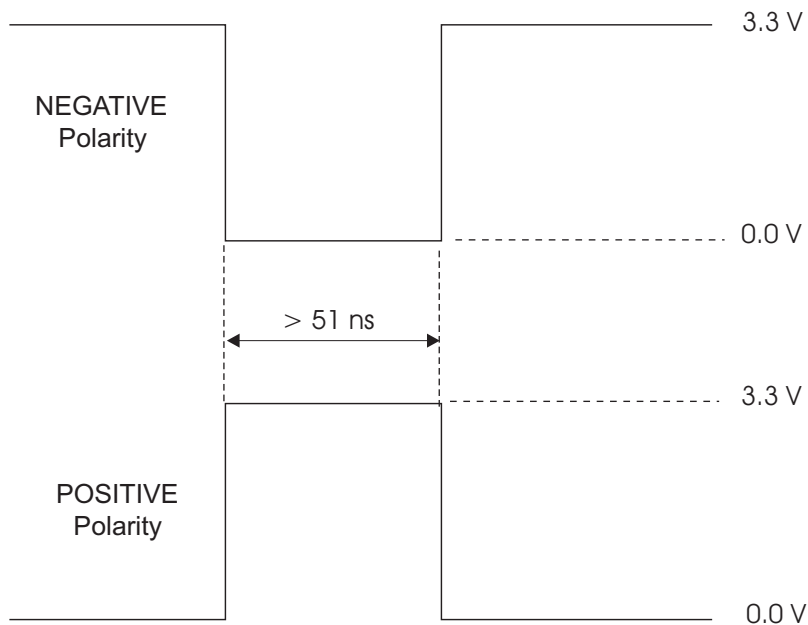 3.3 V
NEGATIVE
Polarity
0.0 V
> 51 ns
3.3 V
POSITIVE
Polarity
0.0 V